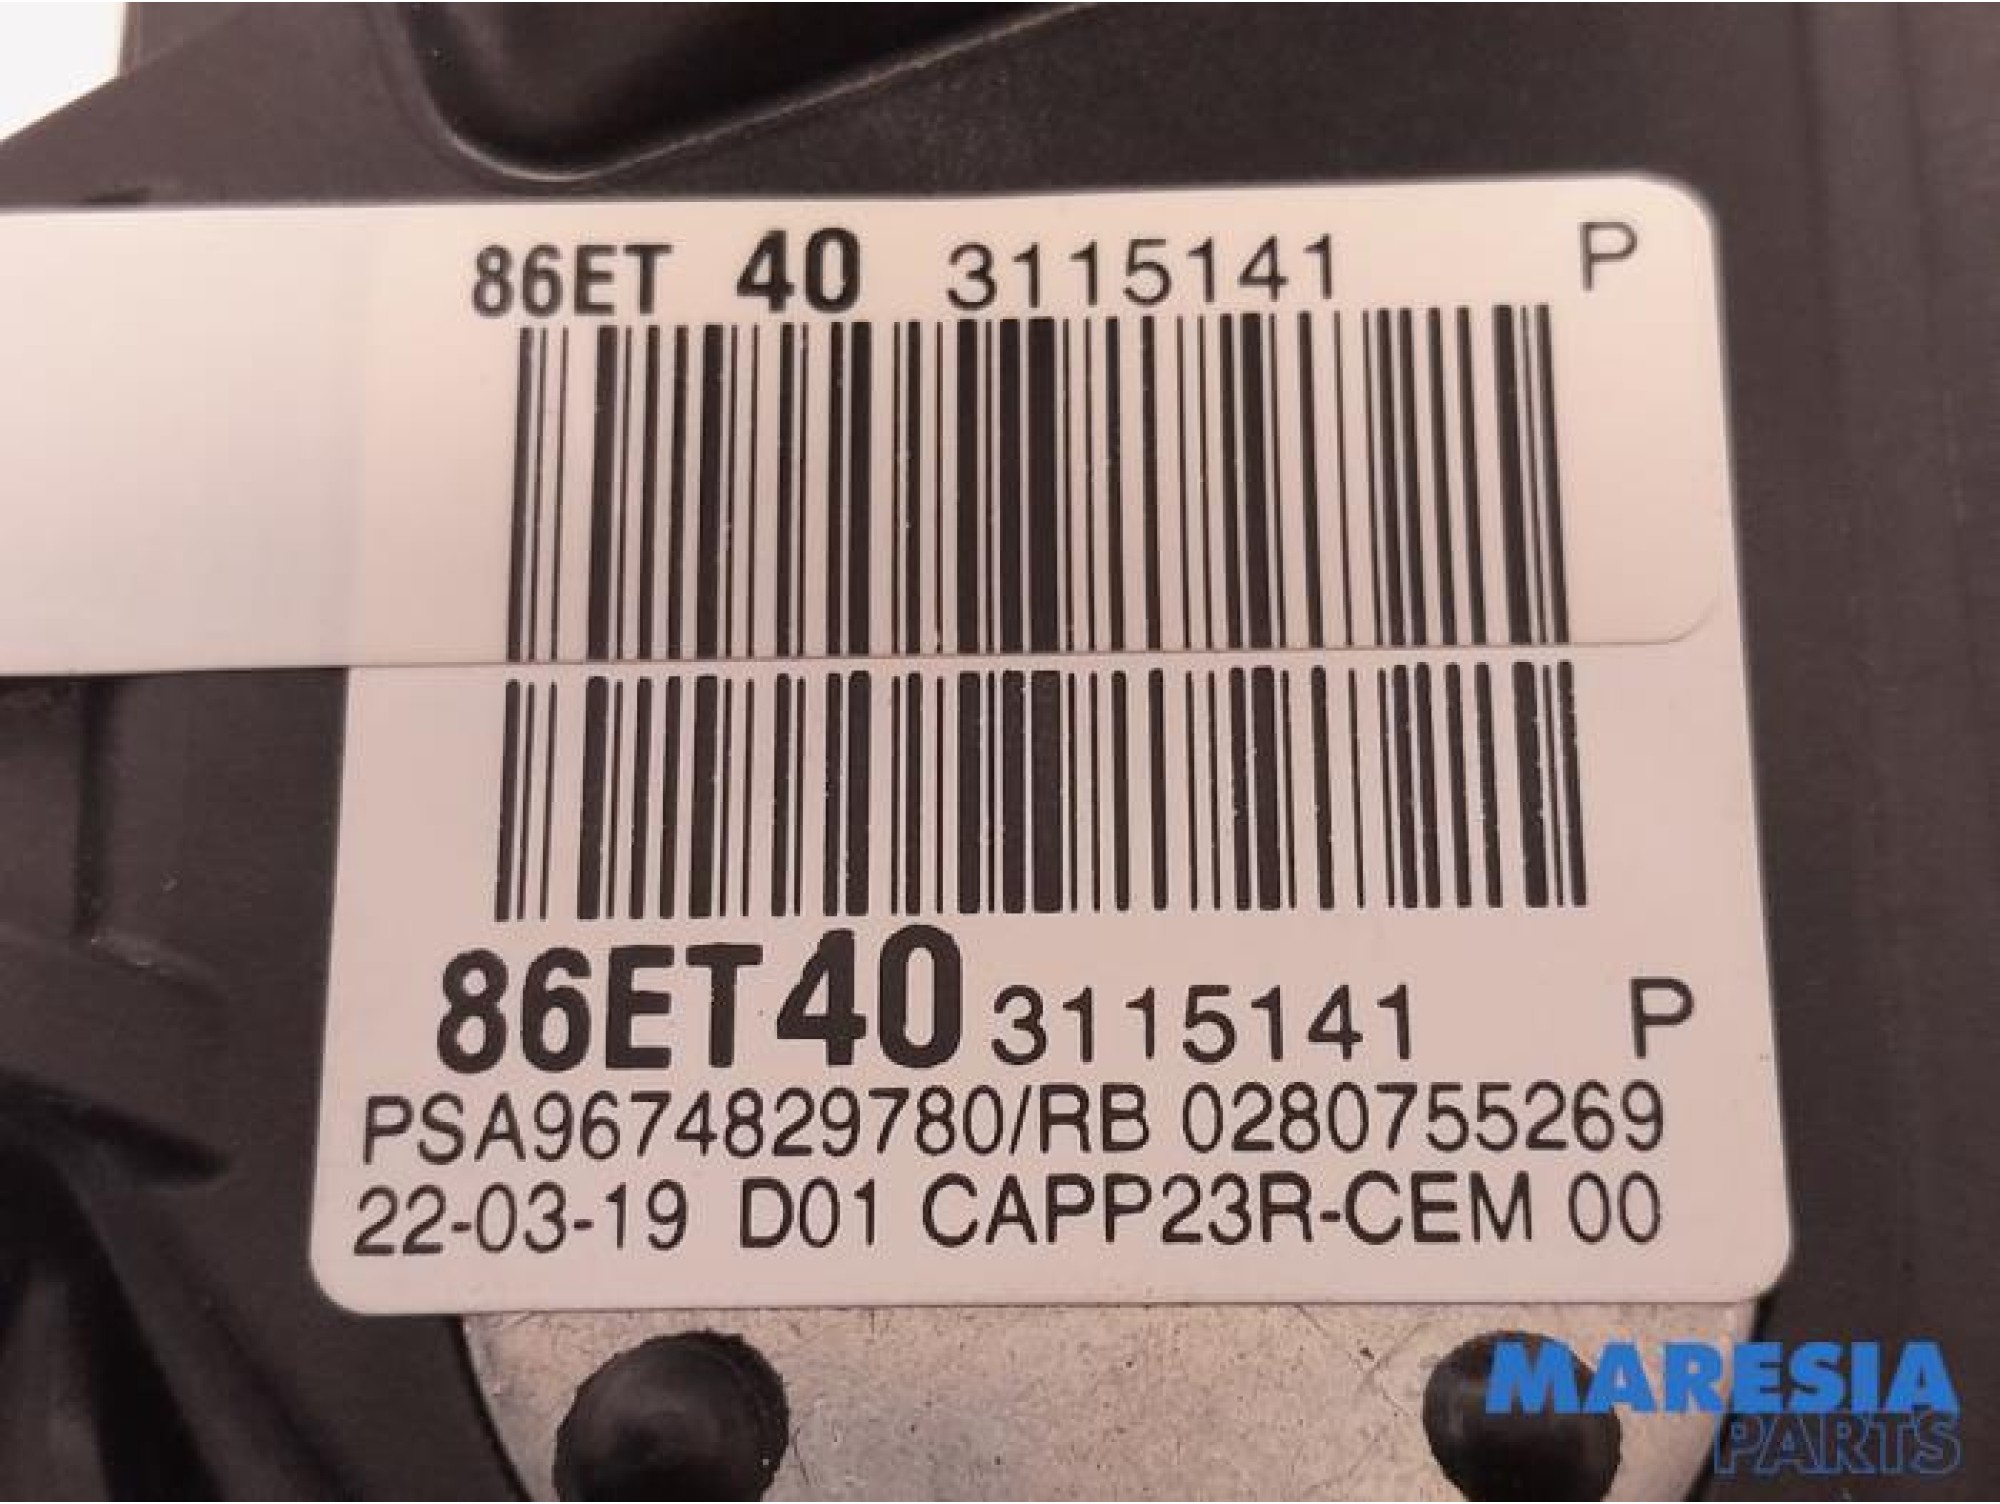 86ET 40 3115141 P
86ET40 3115141 P
PSA9674829780/RB 0280755269
22-03-19 D01 CAPP23R-CEM 00
MARESIA
PARTS